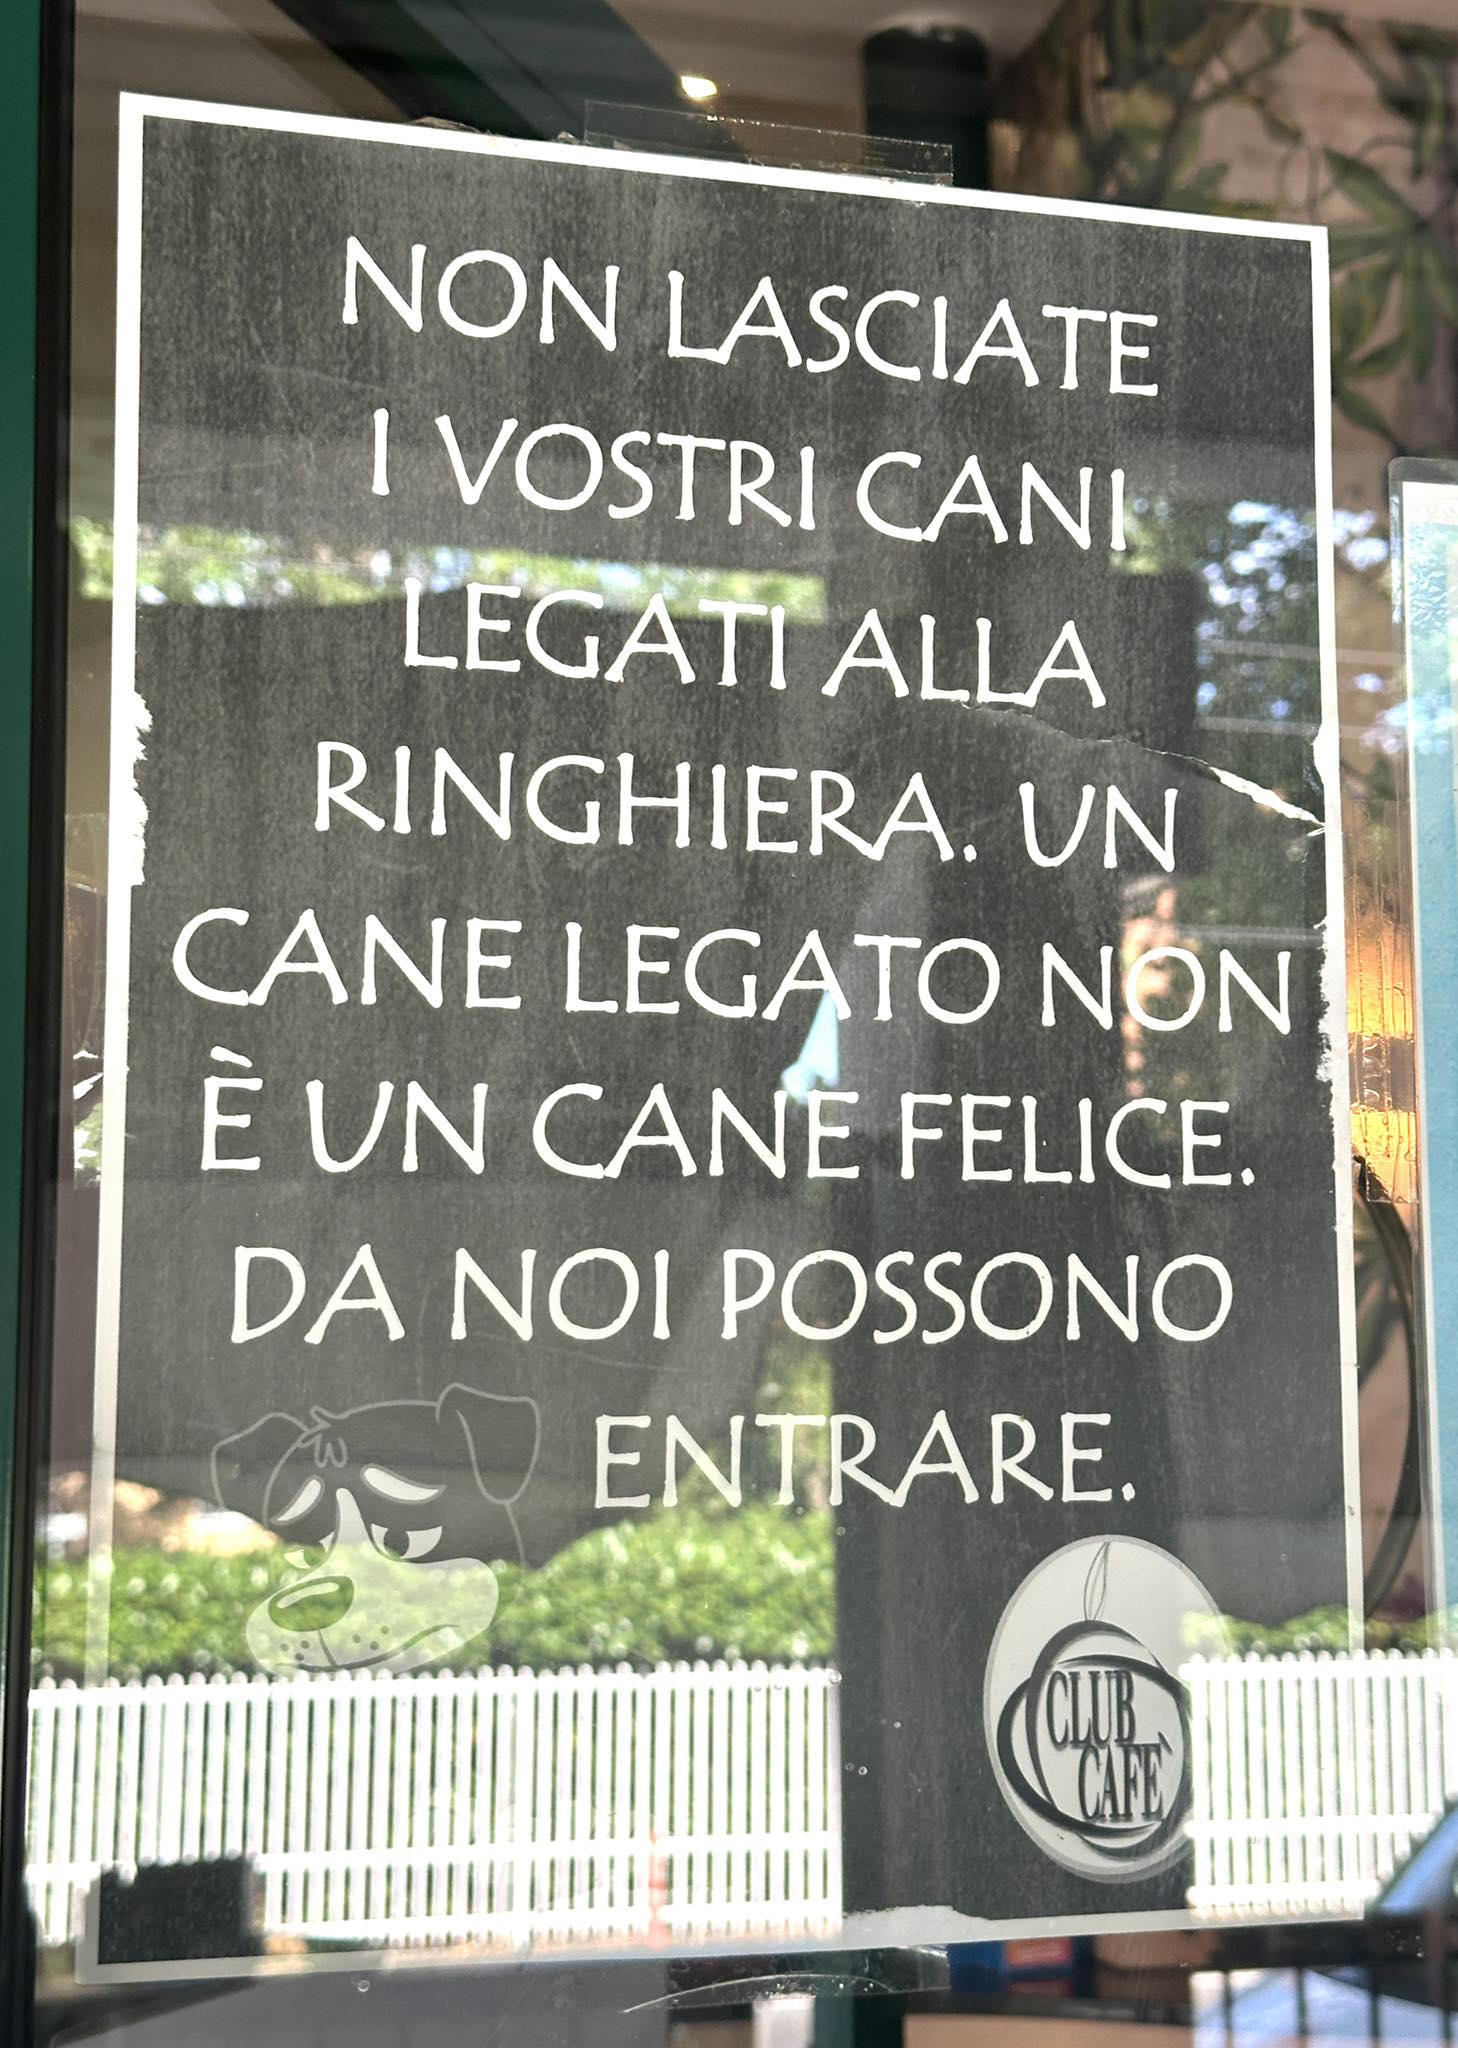 NON LASCIATE
I VOSTRI CANI
LEGATI ALLA
RINGHIERA. UN
CANE LEGATO NON
È UN CANE FELICE.
DA NOI POSSONO
ENTRARE.
CLUB
CAFÈ